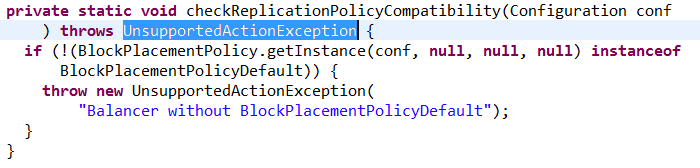 private static void checkReplicationPolicyCompatibility(Configuration conf
) throws UnsupportedActionException {
if (!(BlockPlacementPolicy.getInstance(conf, null, null, null) instanceof
BlockPlacementPolicyDefault)) {
throw new UnsupportedActionException(
"Balancer without BlockPlacementPolicyDefault");
}
}